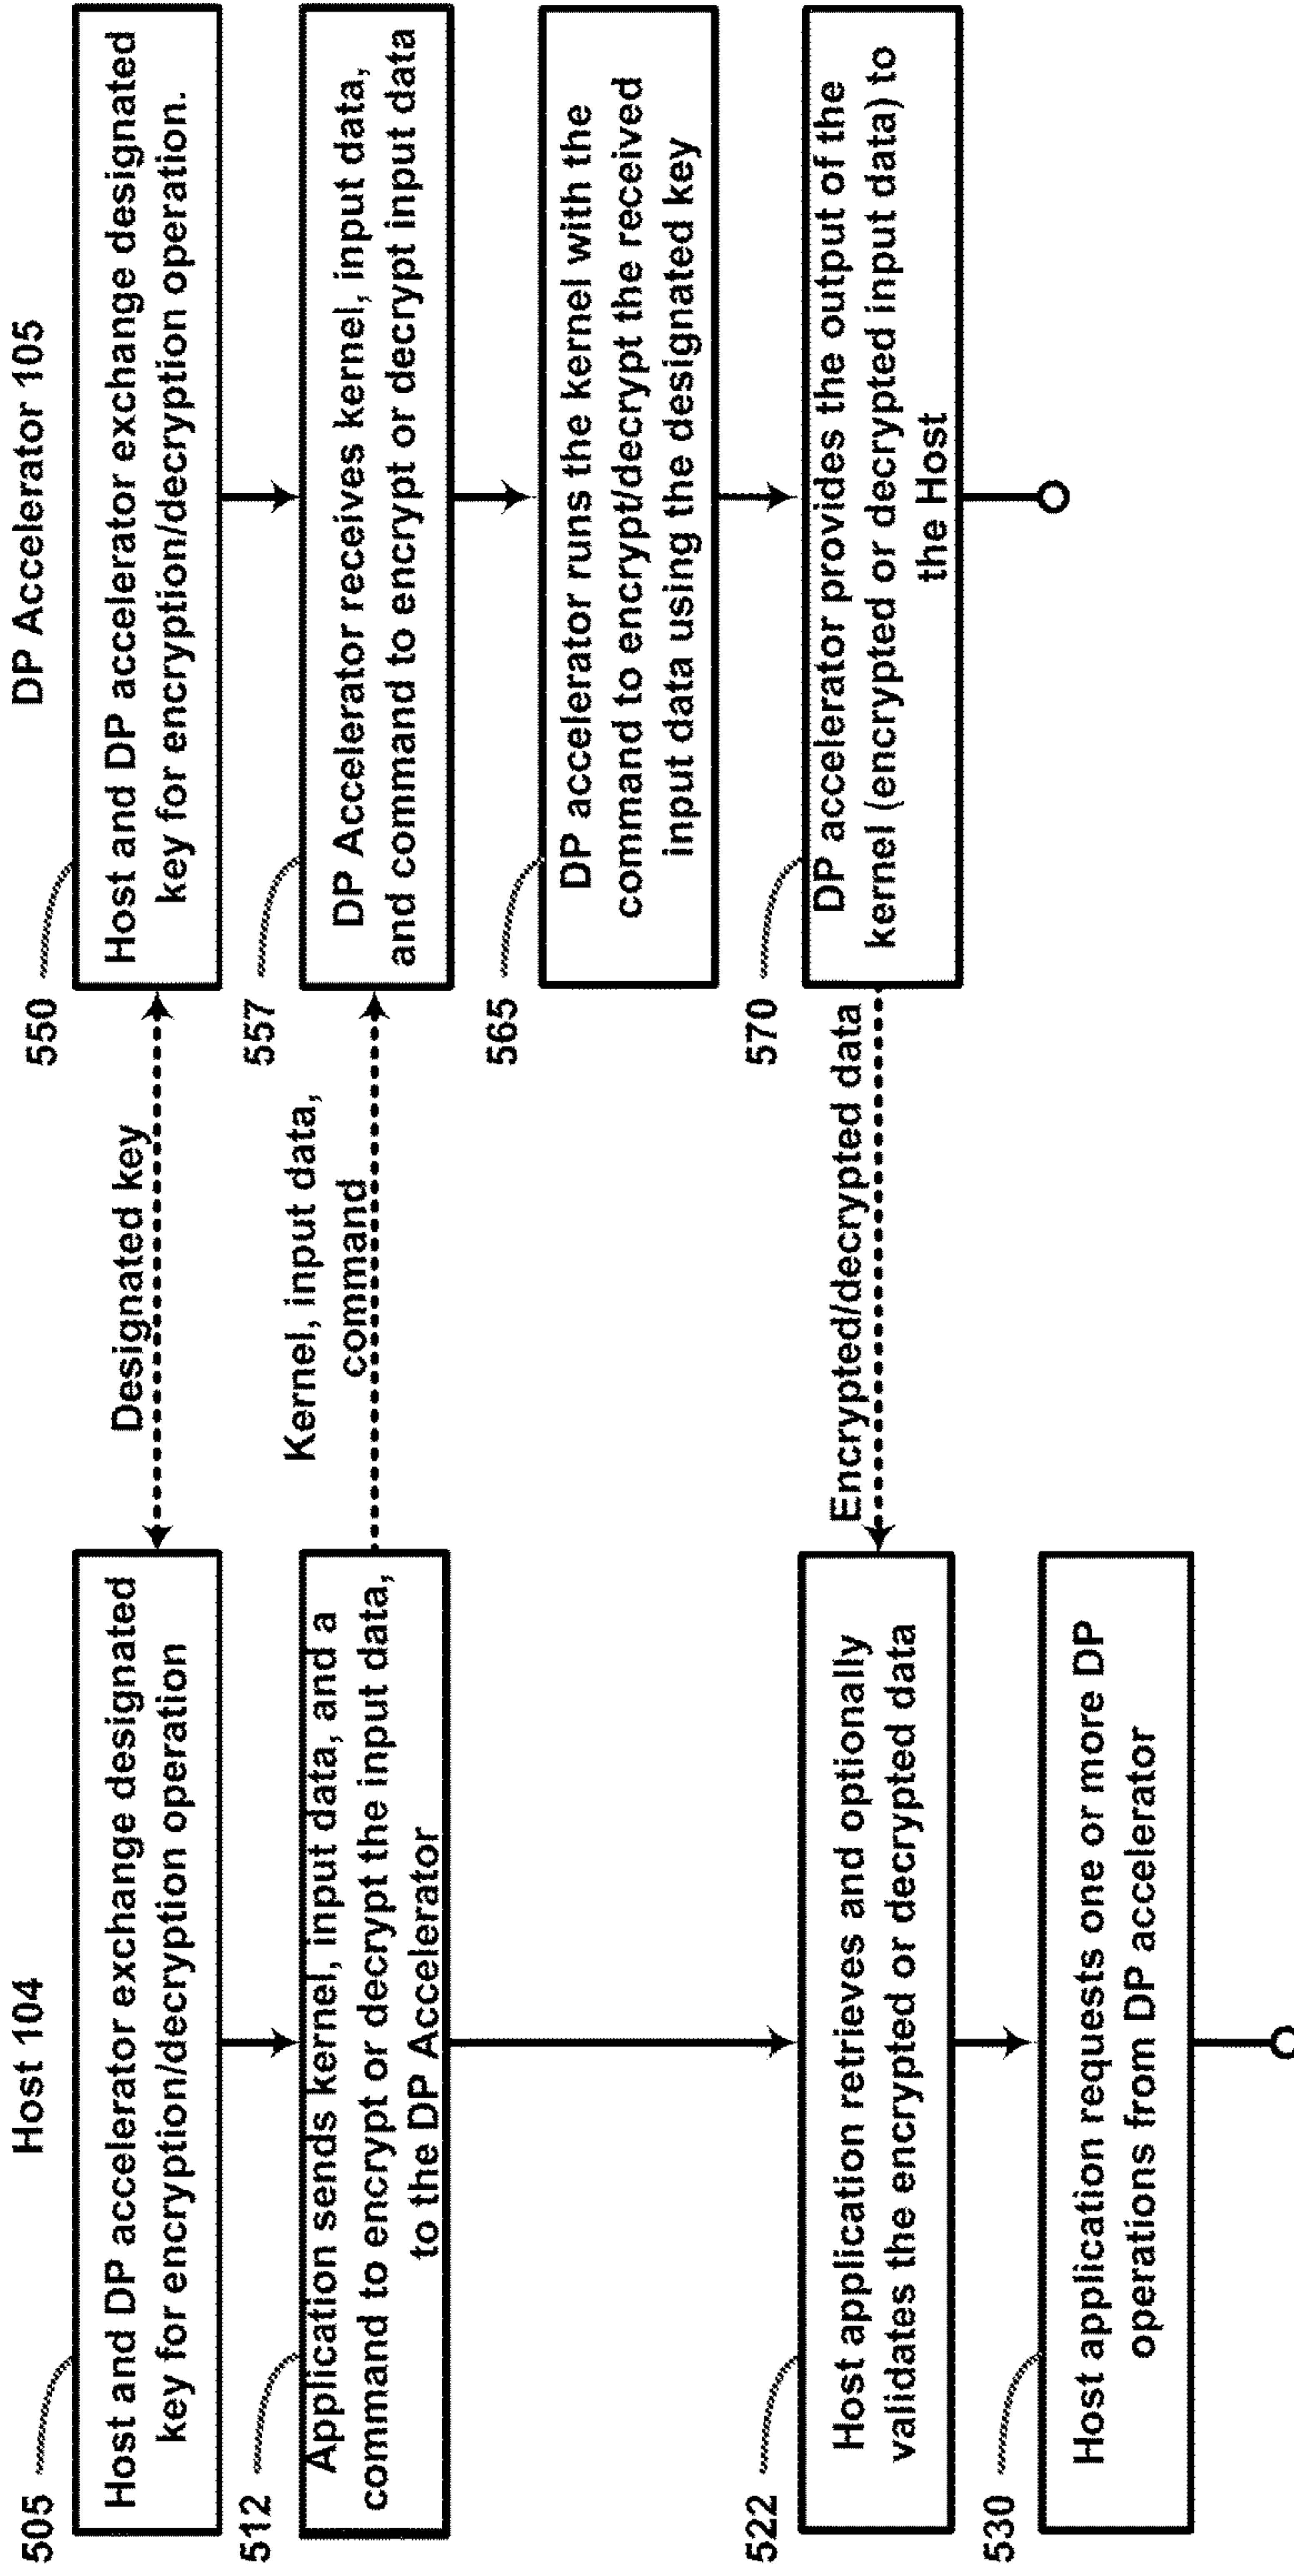 Host 104
505
Host and DP accelerator exchange designated
key for encryption/decryption operation
512
Application sends kernel, input data, and a
command to encrypt or decrypt the input data,
to the DP Accelerator
522
Host application retrieves and optionally
validates the encrypted or decrypted data
530
Host application requests one or more DP
operations from DP accelerator
Designated key
Kernel, input data,
command
Encrypted/decrypted data
DP Accelerator 105
550
Host and DP accelerator exchange designated
key for encryption/decryption operation.
557
DP Accelerator receives kernel, input data,
and command to encrypt or decrypt input data
565
DP accelerator runs the kernel with the
command to encrypt/decrypt the received
input data using the designated key
570
DP accelerator provides the output of the
kernel (encrypted or decrypted input data) to
the Host